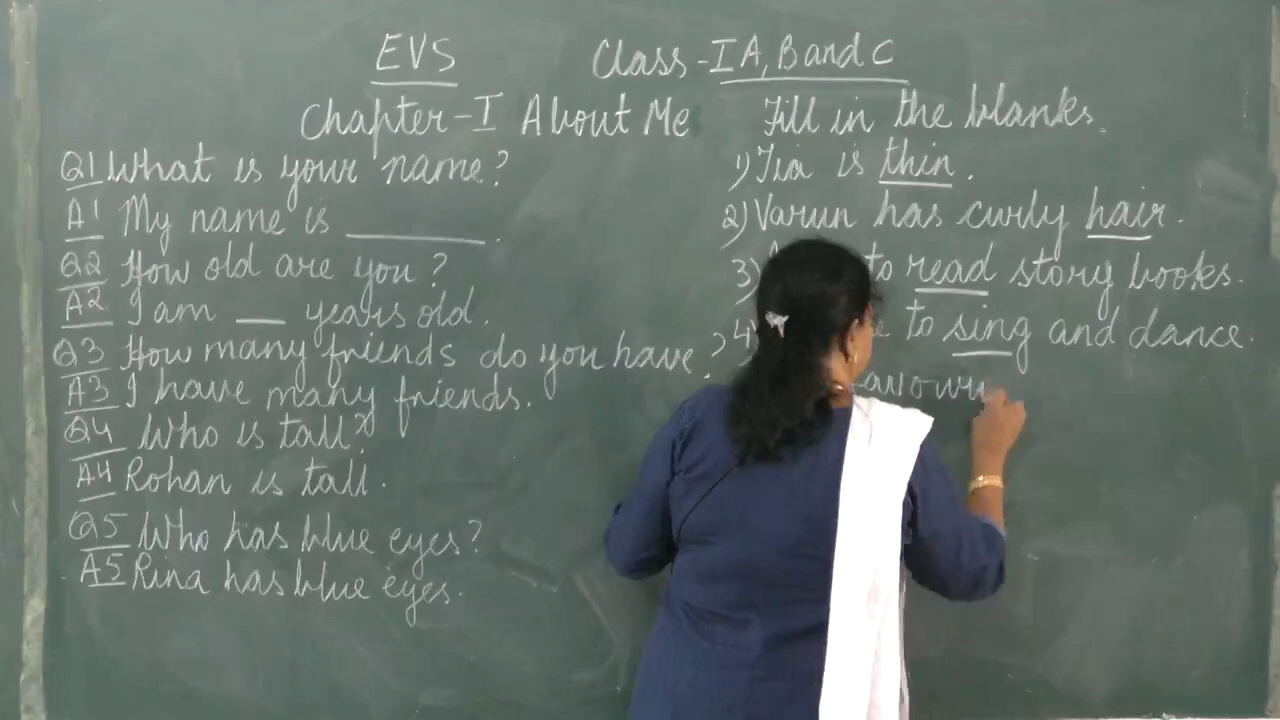 EVS Class - I A, B and C
Chapter - I About Me
Q1 What is your name?
A1 My name is ________.
Q2 How old are you?
A2 I am ___ years old.
Q3 How many friends do you have?
A3 I have many friends.
Q4 Who is tall?
A4 Rohan is tall.
Q5 Who has blue eyes?
A5 Rina has blue eyes.
Fill in the blanks.
1) Tia is thin.
2) Varun has curly hair.
3) to read story books.
4) to sing and dance.